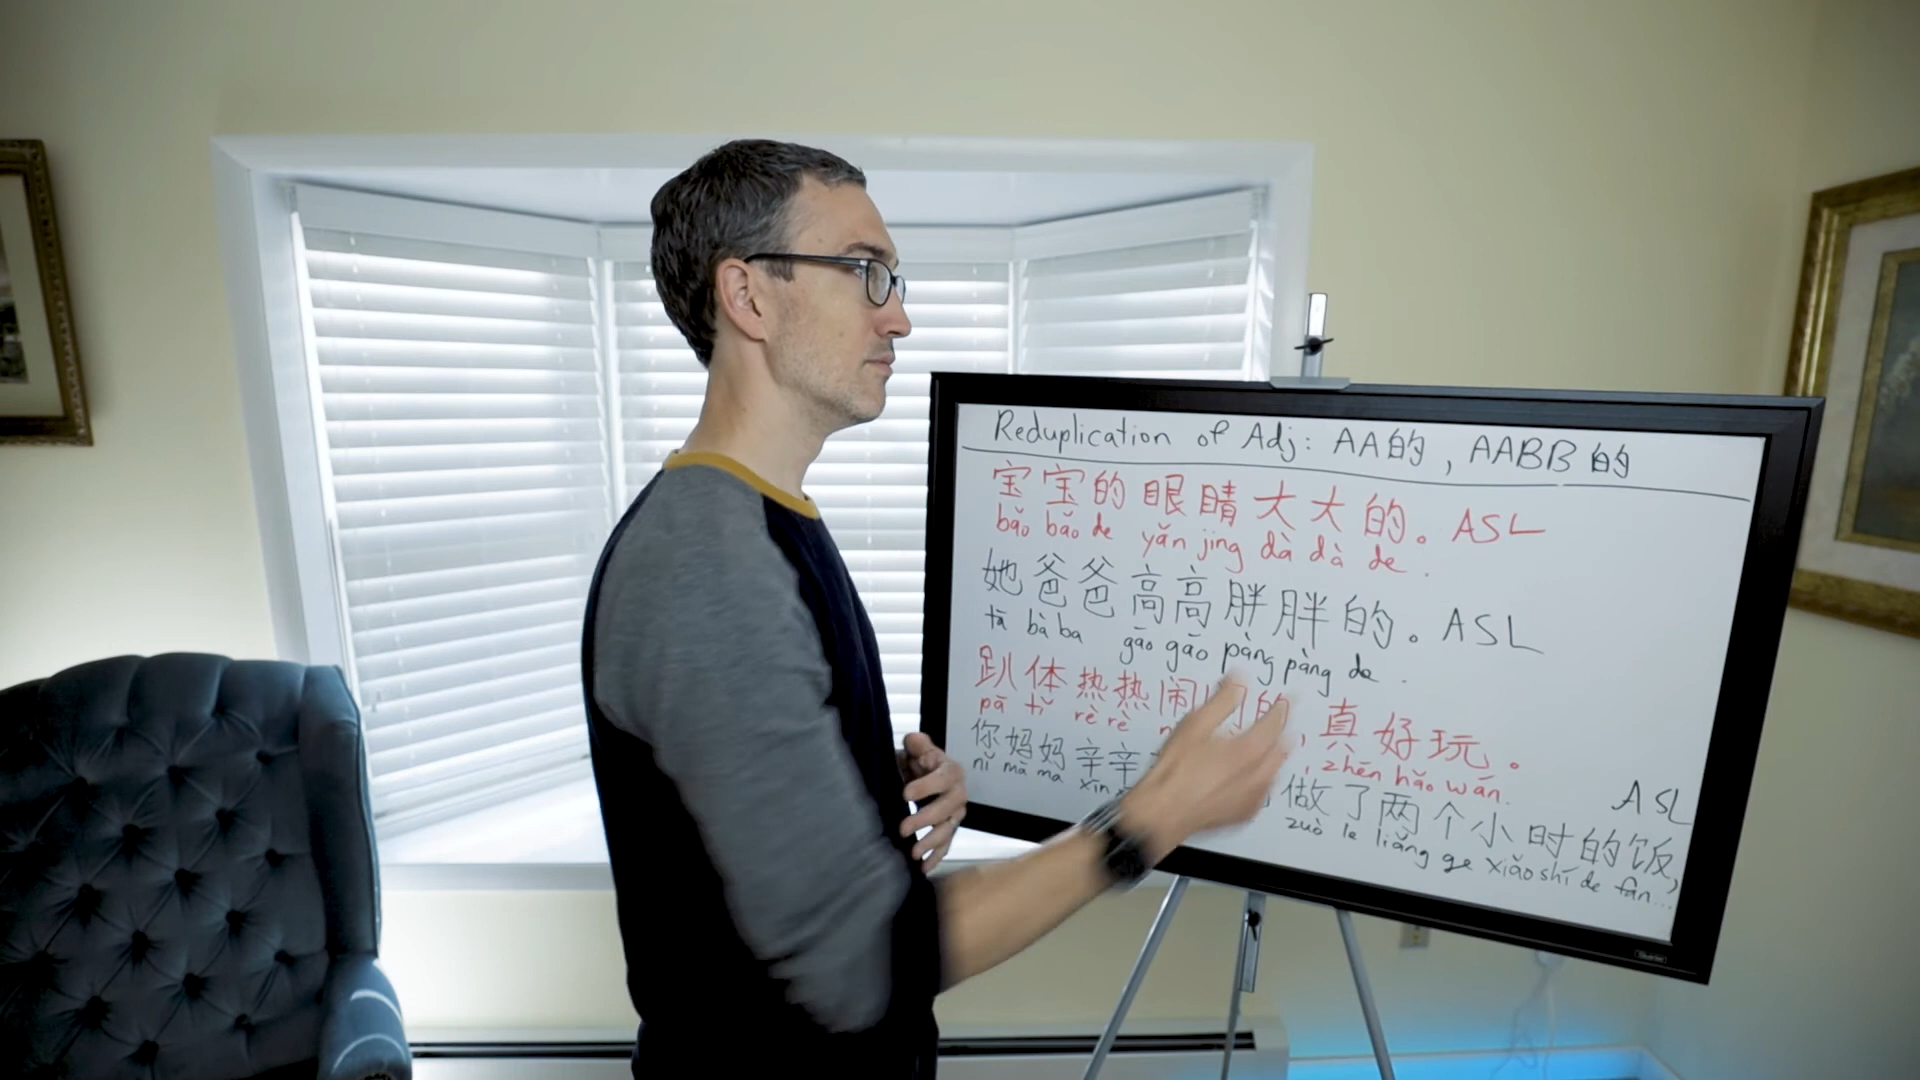 Reduplication of Adj: AA的, AABB的
宝宝的眼睛大大的。ASL
bǎo bǎo de yǎn jing dà dà de.
她爸爸高高胖胖的。ASL
tā bà ba gāo gāo pàng pàng de.
趴体热热闹闹的,真好玩。
pā tǐ rè rè , zhēn hǎo wán.
ASL
你妈妈辛辛 做了两个小时的饭,
nǐ mā ma xīn zuò le liǎng ge xiǎo shí de fàn...